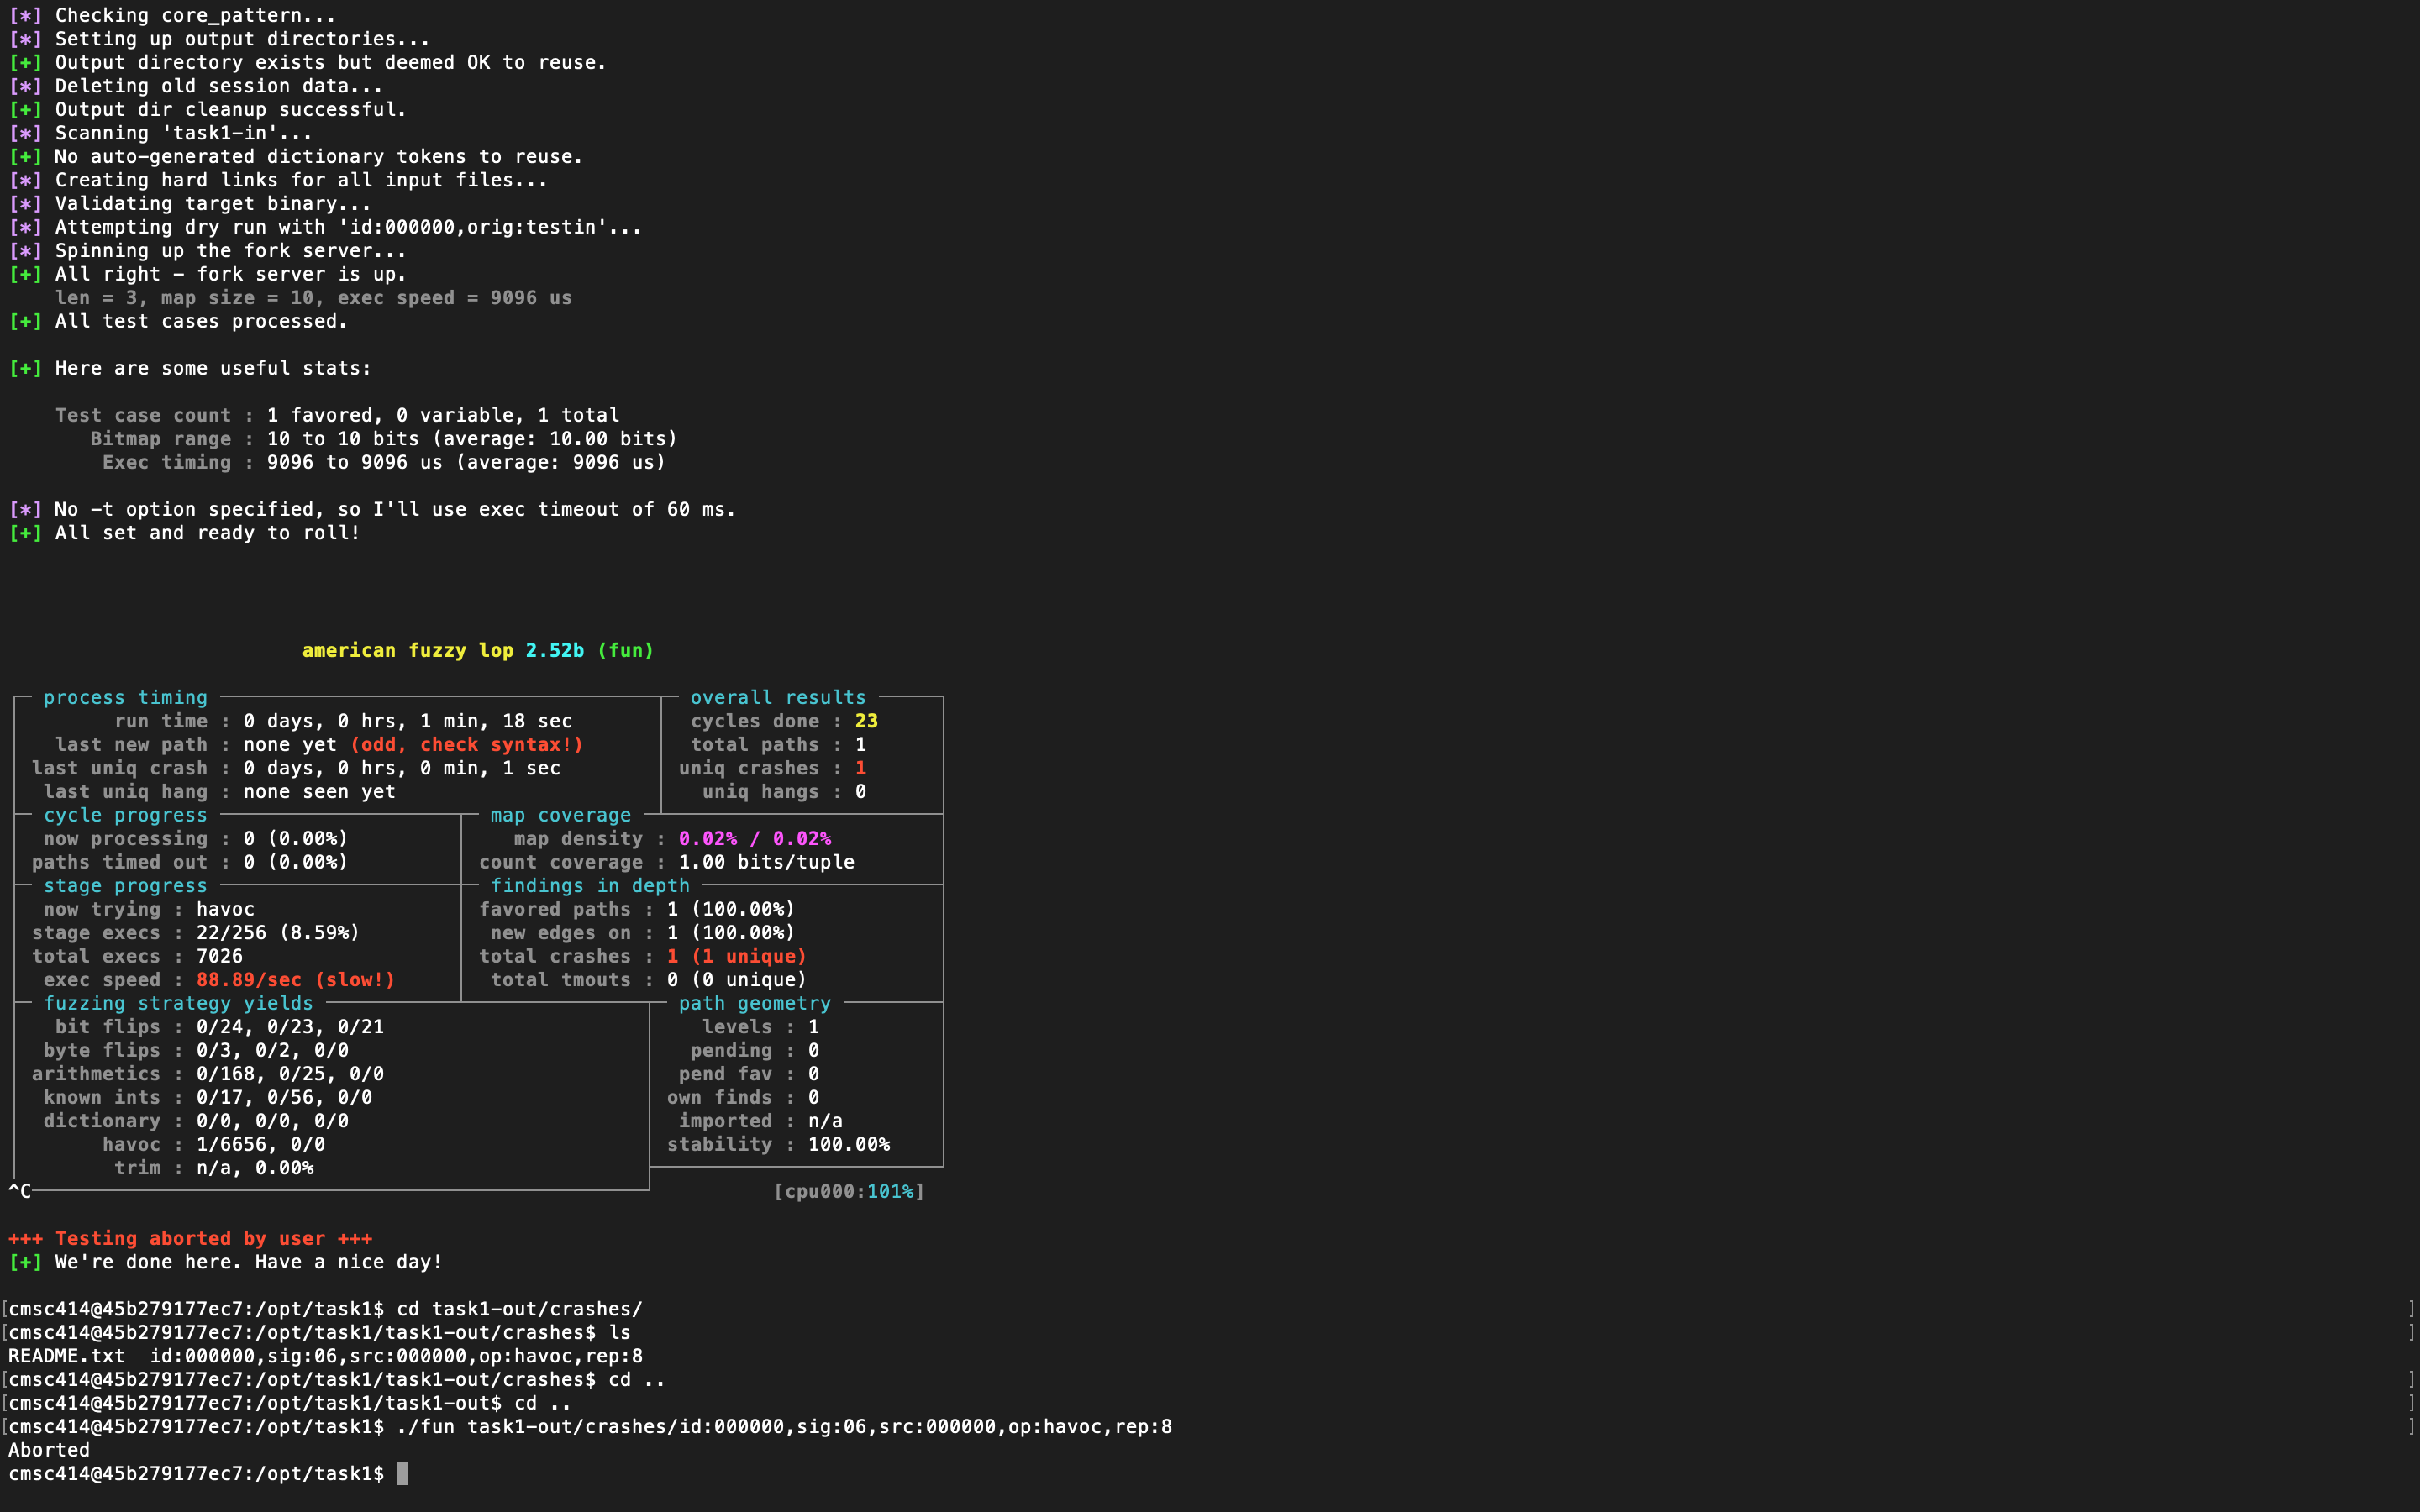 [*] Checking core_pattern...
[*] Setting up output directories...
[+] Output directory exists but deemed OK to reuse.
[*] Deleting old session data...
[+] Output dir cleanup successful.
[*] Scanning 'task1-in'...
[+] No auto-generated dictionary tokens to reuse.
[*] Creating hard links for all input files...
[*] Validating target binary...
[*] Attempting dry run with 'id:000000,orig:testin'...
[*] Spinning up the fork server...
[+] All right - fork server is up.
len = 3, map size = 10, exec speed = 9096 us
[+] All test cases processed.
[+] Here are some useful stats:
Test case count : 1 favored, 0 variable, 1 total
Bitmap range : 10 to 10 bits (average: 10.00 bits)
Exec timing : 9096 to 9096 us (average: 9096 us)
[*] No -t option specified, so I'll use exec timeout of 60 ms.
[+] All set and ready to roll!
american fuzzy lop 2.52b (fun)
process timing overall results
run time : 0 days, 0 hrs, 1 min, 18 sec cycles done : 23
last new path : none yet (odd, check syntax!) total paths : 1
last uniq crash : 0 days, 0 hrs, 0 min, 1 sec uniq crashes : 1
last uniq hang : none seen yet uniq hangs : 0
cycle progress map coverage
now processing : 0 (0.00%) map density : 0.02% / 0.02%
paths timed out : 0 (0.00%) count coverage : 1.00 bits/tuple
stage progress findings in depth
now trying : havoc favored paths : 1 (100.00%)
stage execs : 22/256 (8.59%) new edges on : 1 (100.00%)
total execs : 7026 total crashes : 1 (1 unique)
exec speed : 88.89/sec (slow!) total tmouts : 0 (0 unique)
fuzzing strategy yields path geometry
bit flips : 0/24, 0/23, 0/21 levels : 1
byte flips : 0/3, 0/2, 0/0 pending : 0
arithmetics : 0/168, 0/25, 0/0 pend fav : 0
known ints : 0/17, 0/56, 0/0 own finds : 0
dictionary : 0/0, 0/0, 0/0 imported : n/a
havoc : 1/6656, 0/0 stability : 100.00%
trim : n/a, 0.00%
^C [cpu000:101%]
+++ Testing aborted by user +++
[+] We're done here. Have a nice day!
[cmsc414@45b279177ec7:/opt/task1$ cd task1-out/crashes/ ]
[cmsc414@45b279177ec7:/opt/task1/task1-out/crashes$ ls ]
README.txt id:000000,sig:06,src:000000,op:havoc,rep:8
[cmsc414@45b279177ec7:/opt/task1/task1-out/crashes$ cd .. ]
[cmsc414@45b279177ec7:/opt/task1/task1-out$ cd .. ]
[cmsc414@45b279177ec7:/opt/task1$ ./fun task1-out/crashes/id:000000,sig:06,src:000000,op:havoc,rep:8 ]
Aborted
cmsc414@45b279177ec7:/opt/task1$